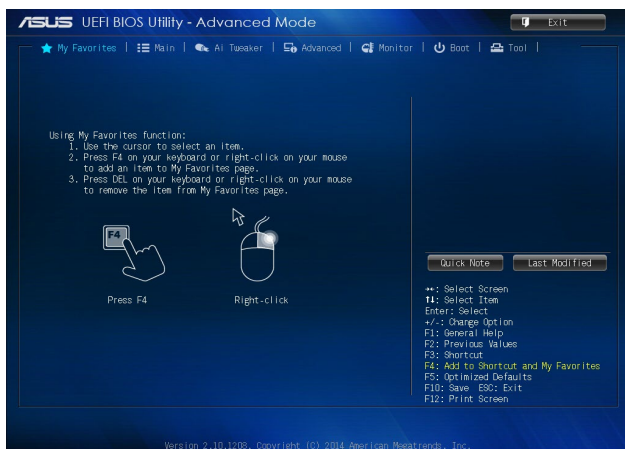 ASUS UEFI BIOS Utility - Advanced Mode
Exit
My Favorites | Main | Ai Tweaker | Advanced | Monitor | Boot | Tool |
Using My Favorites function:
1. Use the cursor to select an item.
2. Press F4 on your keyboard or right-click on your mouse
to add an item to My Favorites page.
3. Press DEL on your keyboard or right-click on your mouse
to remove the item from My Favorites page.
F4
Press F4
Right-click
Quick Note
Last Modified
→←: Select Screen
↑↓: Select Item
Enter: Select
+/-: Change Option
F1: General Help
F2: Previous Values
F3: Shortcut
F4: Add to Shortcut and My Favorites
F5: Optimized Defaults
F10: Save ESC: Exit
F12: Print Screen
Version 2.10.1208. Copyright (C) 2014 American Megatrends, Inc.